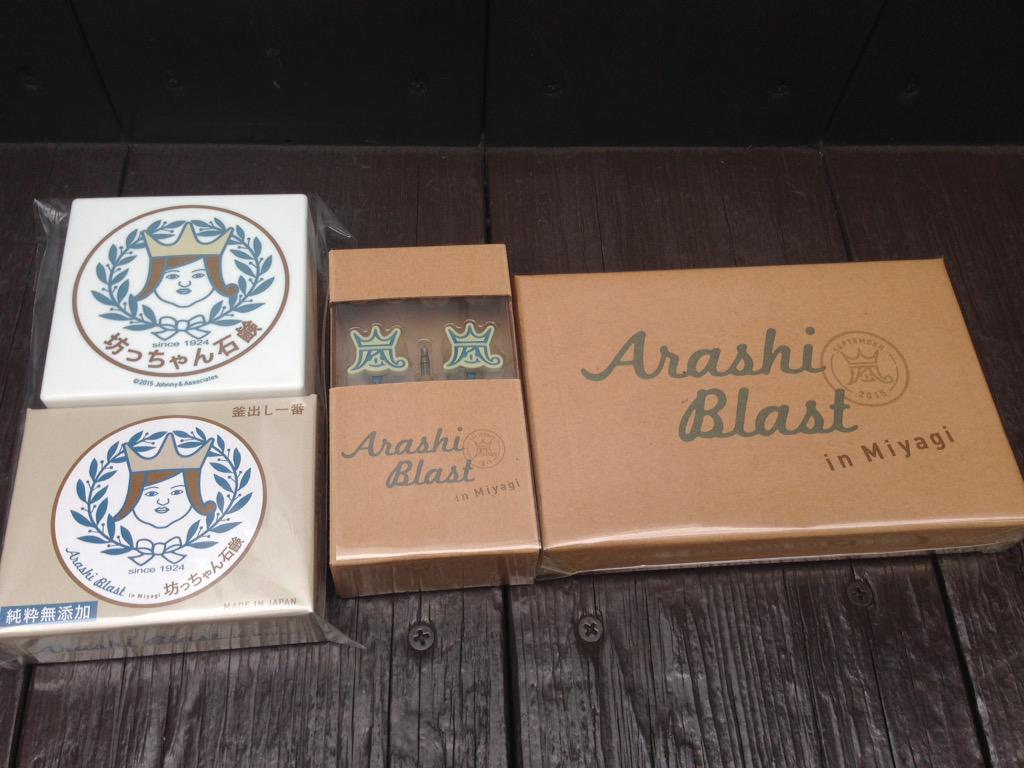 since 1924
坊っちゃん石鹸
©2015 Johnny & Associates
釜出し一番
since 1924
Arashi Blast in Miyagi 坊っちゃん石鹸
純粋無添加
MADE IN JAPAN
嵐
嵐
Arashi
Blast
in Miyagi
Arashi
Blast
in Miyagi
SEPTEMBER
嵐
2015